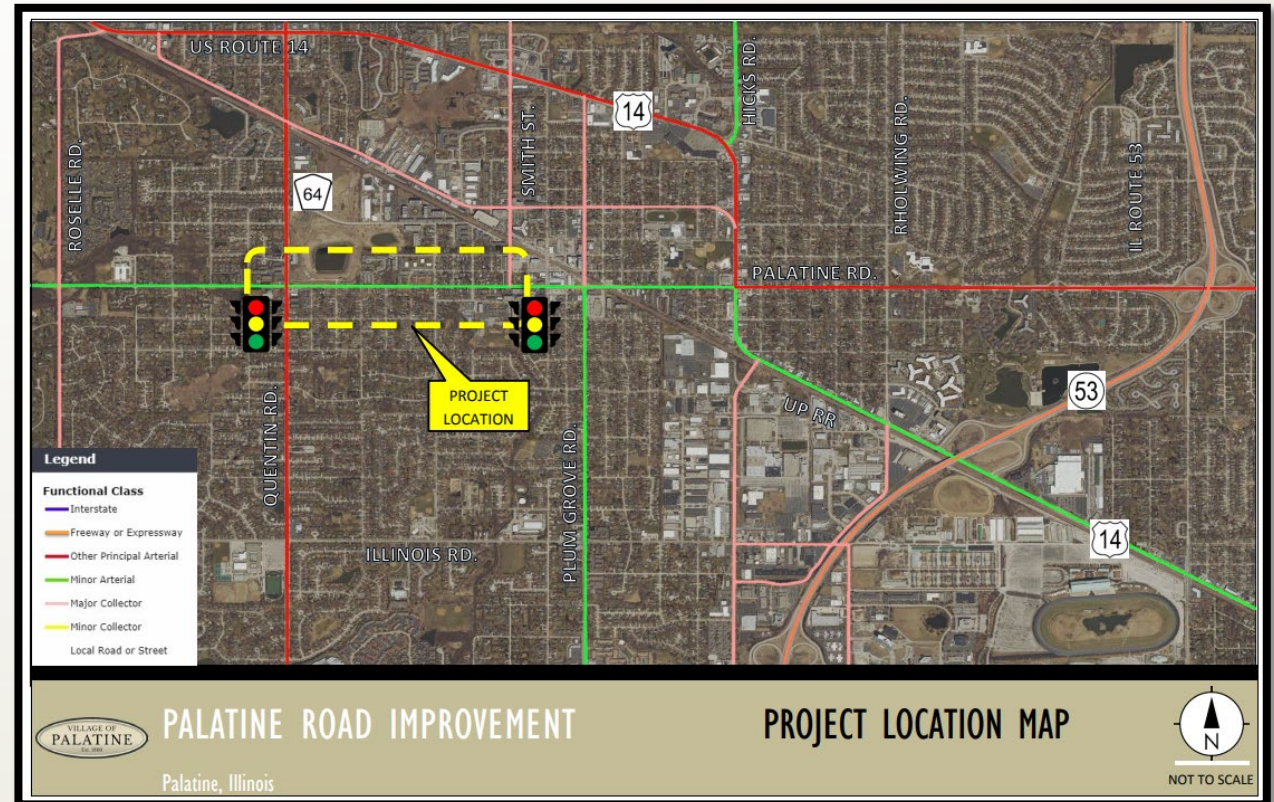 US ROUTE 14
14
HICKS RD.
SMITH ST.
ROSELLE RD.
64
RHOLWING RD.
IL ROUTE 53
PALATINE RD.
PROJECT
LOCATION
53
UP RR
QUENTIN RD.
PLUM GROVE RD.
ILLINOIS RD.
14
Legend
Functional Class
Interstate
Freeway or Expressway
Other Principal Arterial
Minor Arterial
Major Collector
Minor Collector
Local Road or Street
VILLAGE OF
PALATINE
PALATINE ROAD IMPROVEMENT
Palatine, Illinois
PROJECT LOCATION MAP
N
NOT TO SCALE